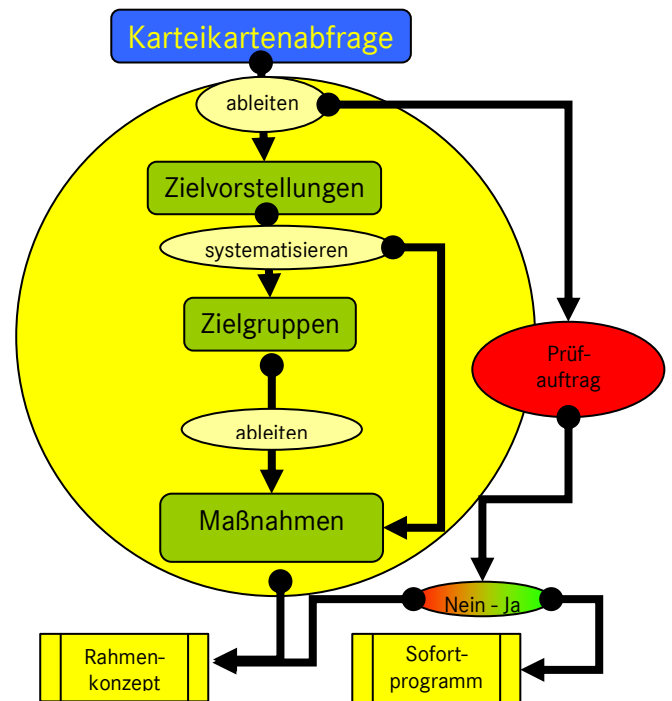 Karteikartenabfrage
ableiten
Zielvorstellungen
systematisieren
Zielgruppen
Prüf-
auftrag
ableiten
Maßnahmen
Nein - Ja
Rahmen-
konzept
Sofort-
programm